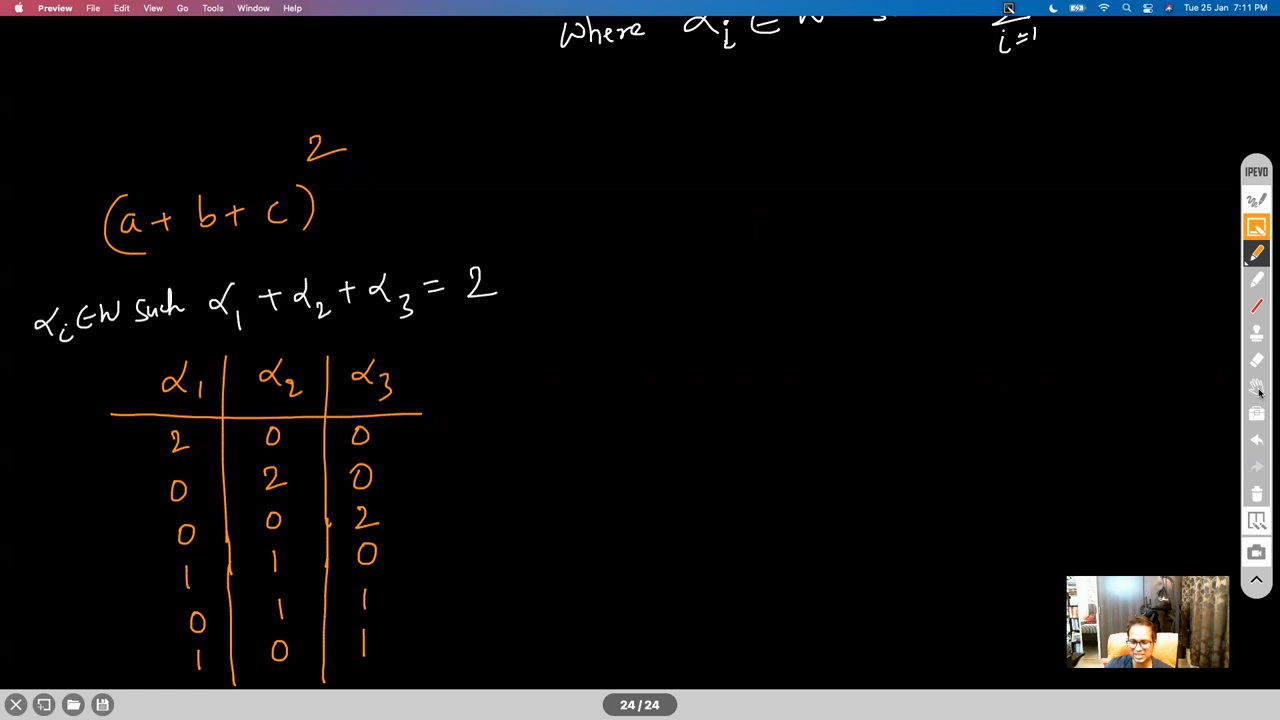 Preview File Edit View Go Tools Window Help Tue 25 Jan 7:11 PM
Where αᵢ ∈ W
i=1
(a + b + c)²
IPEVO
αᵢ ∈ W such α₁ + α₂ + α₃ = 2
α₁ α₂ α₃
2 0 0
0 2 0
0 0 2
1 1 0
0 1 1
1 0 1
24 / 24